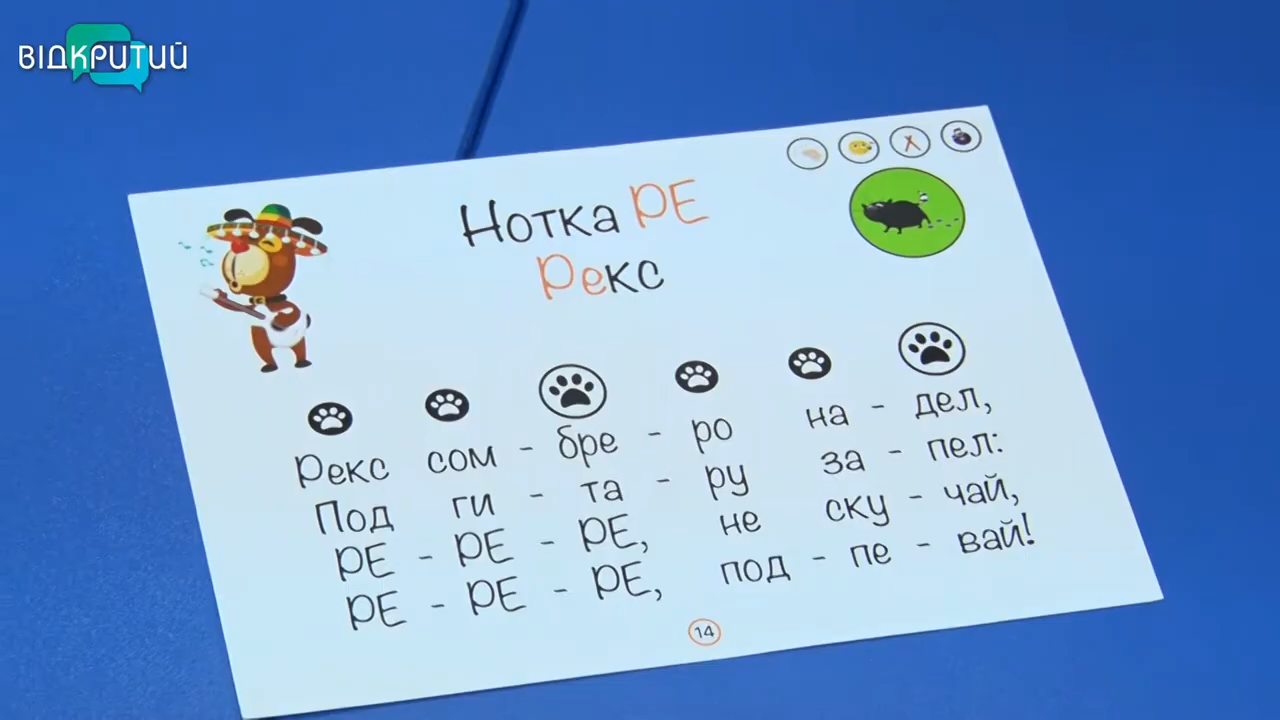 ВІДКРИТИЙ
Нотка РЕ
Рекс
Рекс сом - бре - ро на - дел,
Под ги - та - ру за - пел:
РЕ - РЕ - РЕ, не ску - чай,
РЕ - РЕ - РЕ, под - пе - вай!
14